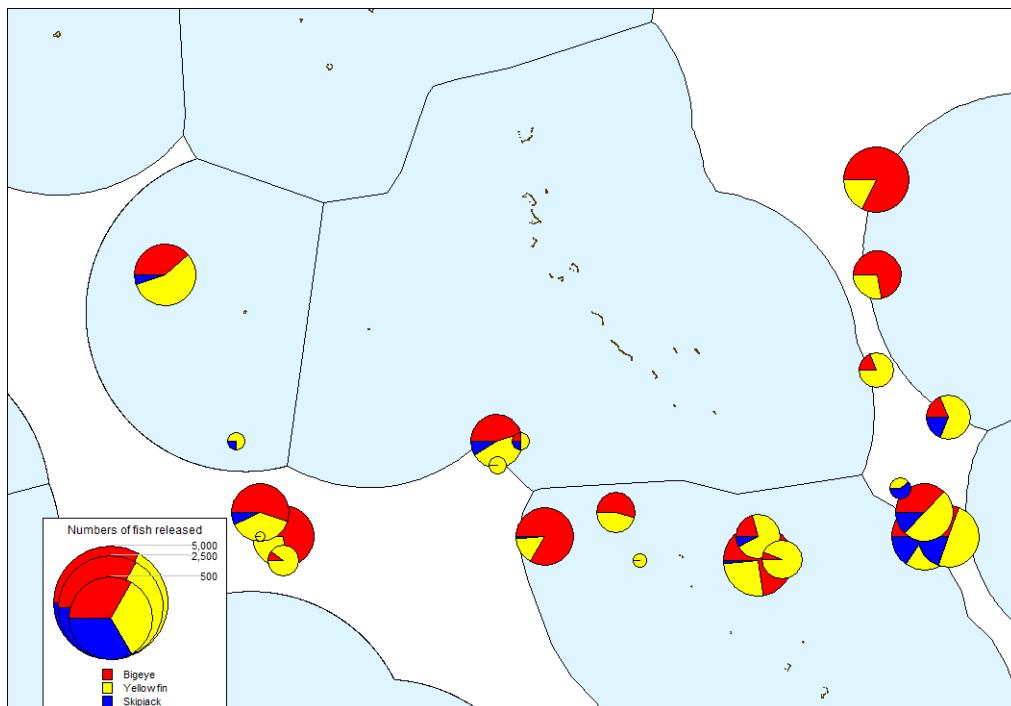 Numbers of fish released
5,000
2,500
500
Bigeye
Yellowfin
Skipjack